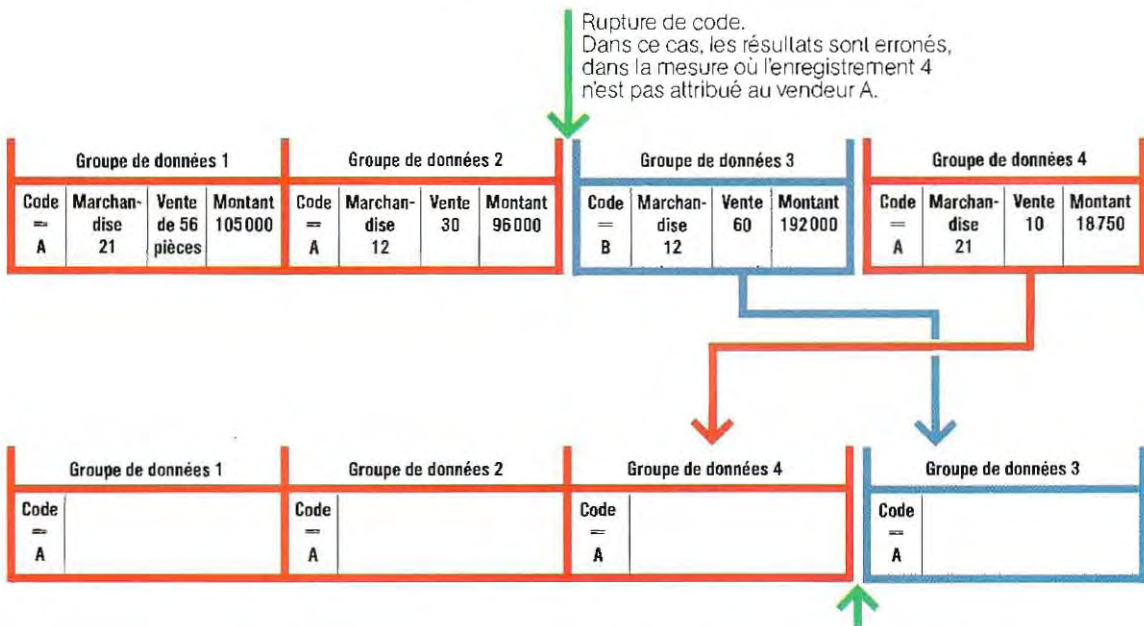 Rupture de code.
Dans ce cas, les résultats sont erronés,
dans la mesure où l'enregistrement 4
n'est pas attribué au vendeur A.
Groupe de données 1
Code
=
A
Marchan-
dise
21
Vente
de 56
pièces
Montant
105000
Groupe de données 2
Code
=
A
Marchan-
dise
12
Vente
30
Montant
96000
Groupe de données 3
Code
=
B
Marchan-
dise
12
Vente
60
Montant
192000
Groupe de données 4
Code
=
A
Marchan-
dise
21
Vente
10
Montant
18750
Groupe de données 1
Code
=
A
Groupe de données 2
Code
=
A
Groupe de données 4
Code
=
A
Groupe de données 3
Code
=
A